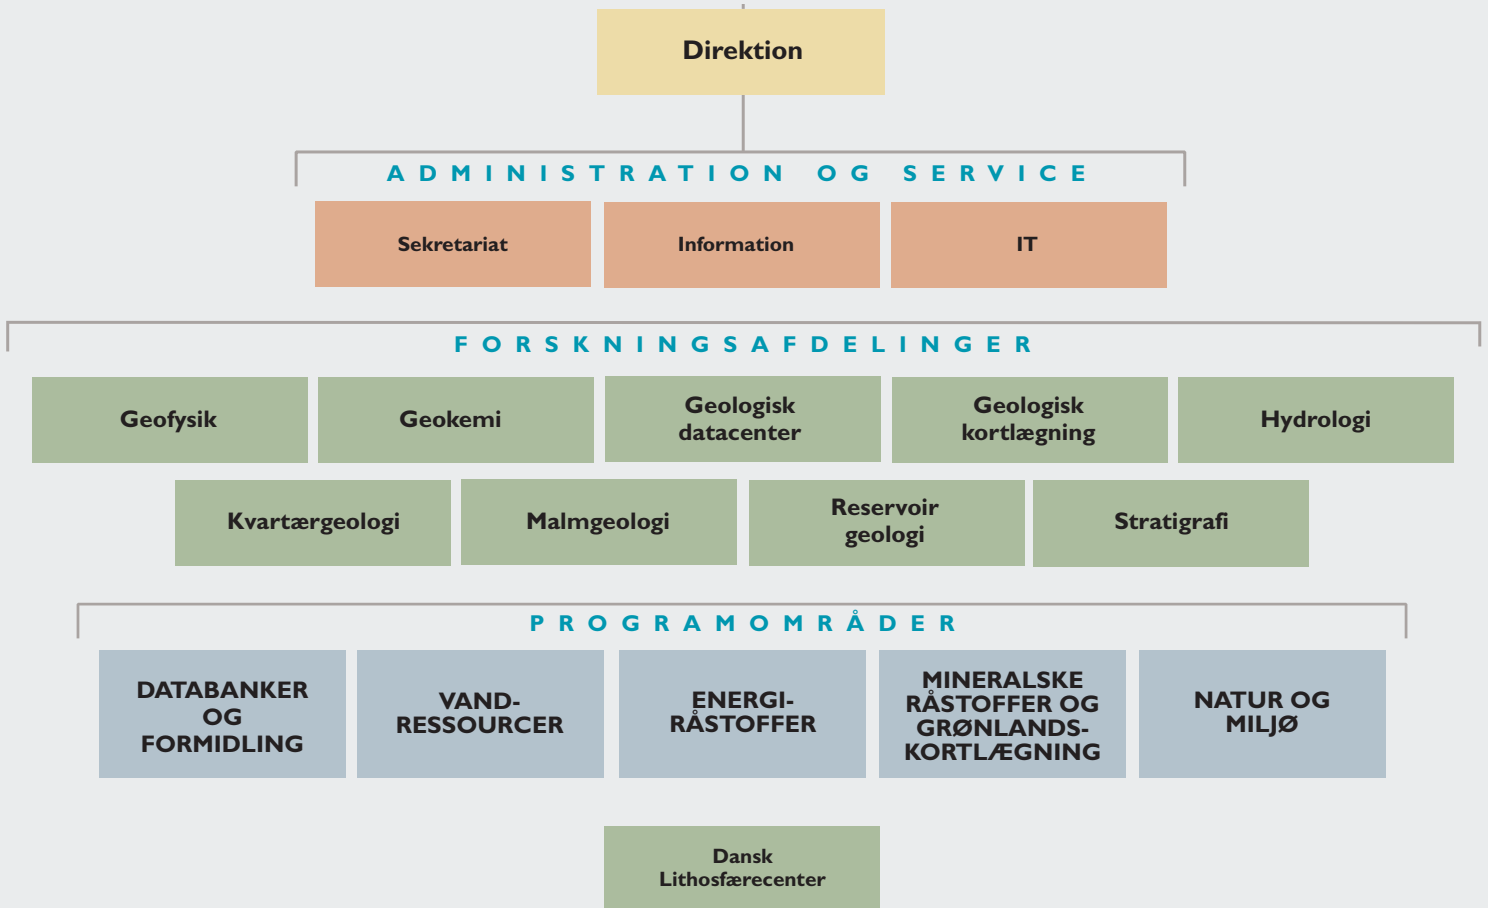 Direktion
ADMINISTRATION OG SERVICE
Sekretariat
Information
IT
FORSKNINGSAFDELINGER
Geofysik
Geokemi
Geologisk
datacenter
Geologisk
kortlægning
Hydrologi
Kvartærgeologi
Malmgeologi
Reservoir
geologi
Stratigrafi
PROGRAMOMRÅDER
DATABANKER
OG
FORMIDLING
VAND-
RESSOURCER
ENERGI-
RÅSTOFFER
MINERALSKE
RÅSTOFFER OG
GRØNLANDS-
KORTLÆGNING
NATUR OG
MILJØ
Dansk
Lithosfærecenter